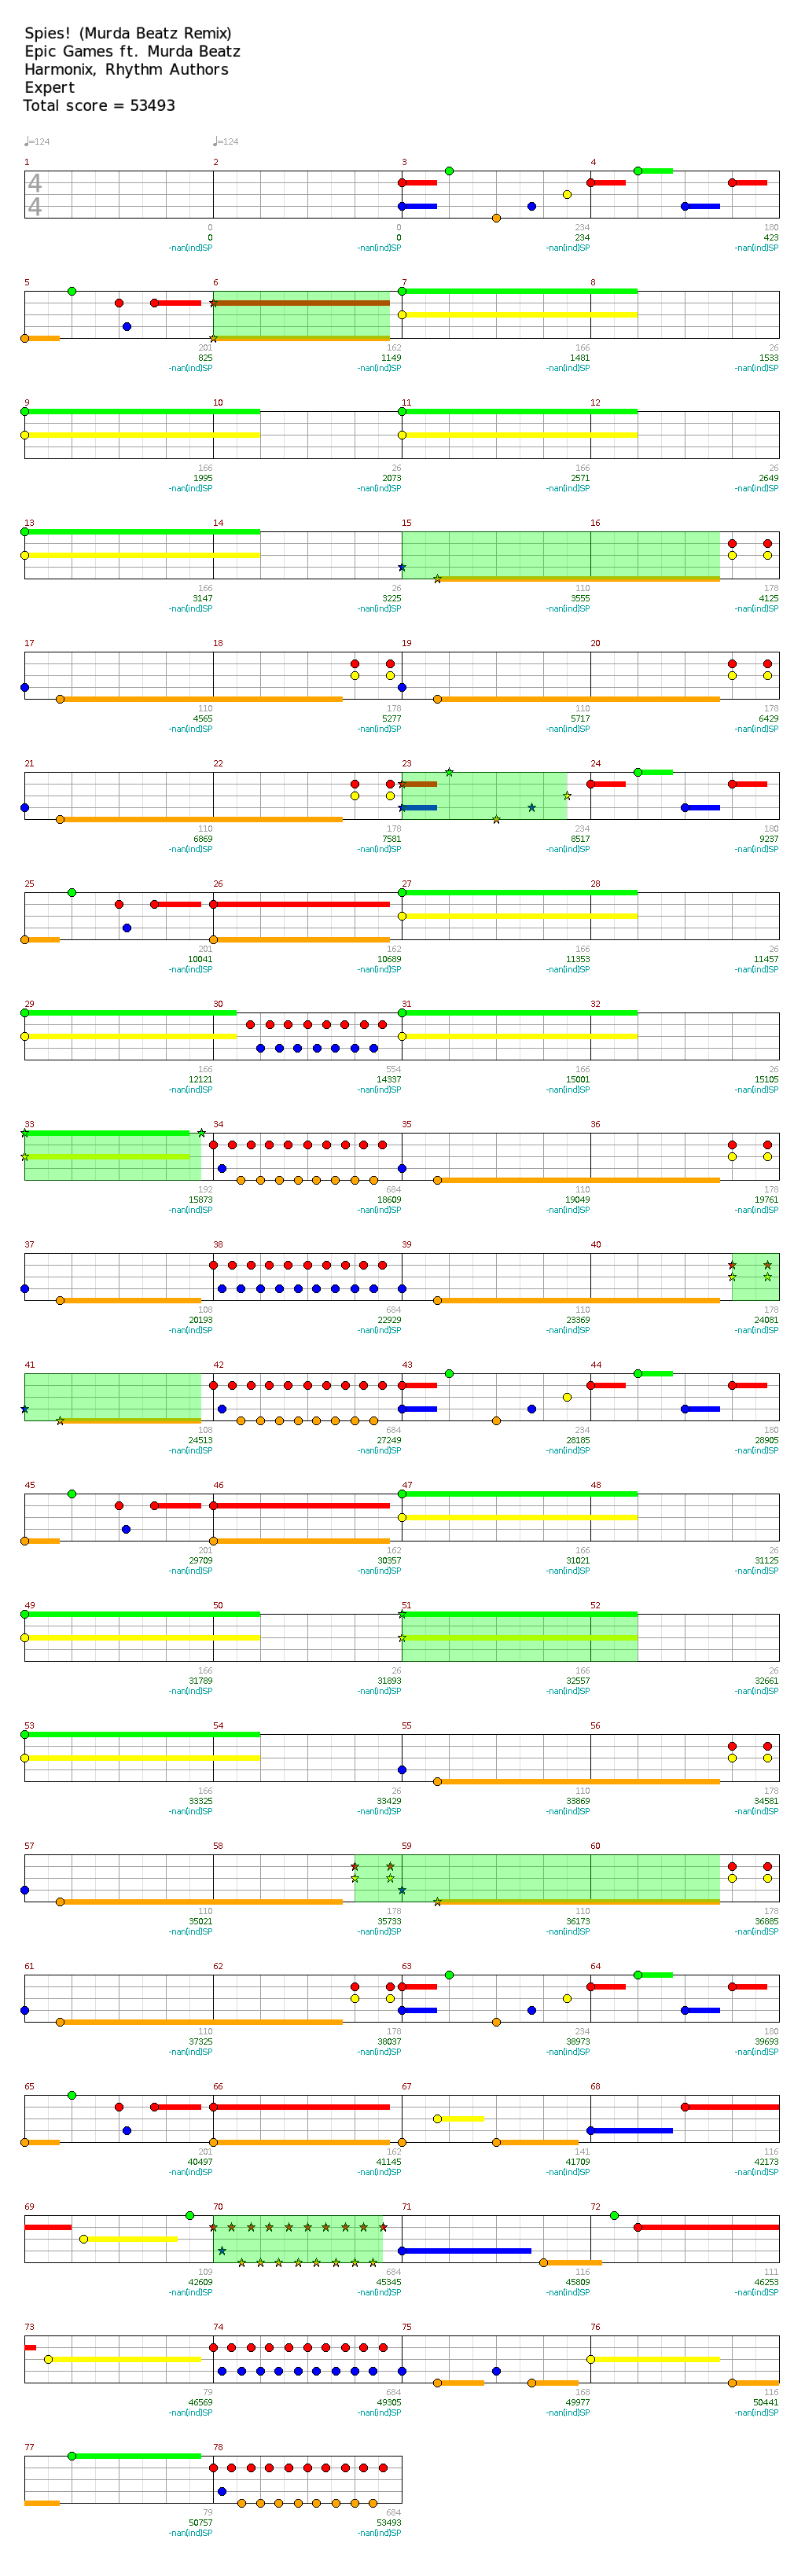 Spies! (Murda Beatz Remix)
Epic Games ft. Murda Beatz
Harmonix, Rhythm Authors
Expert
Total score = 53493
♩=124 ♩=124
1 2 3 4
4
4
0 0 234 180
0 0 234 423
-nan(ind)SP -nan(ind)SP -nan(ind)SP -nan(ind)SP
5 6 7 8
201 162 166 26
825 1149 1481 1533
-nan(ind)SP -nan(ind)SP -nan(ind)SP -nan(ind)SP
9 10 11 12
166 26 166 26
1995 2073 2571 2649
-nan(ind)SP -nan(ind)SP -nan(ind)SP -nan(ind)SP
13 14 15 16
166 26 110 178
3147 3225 3555 4125
-nan(ind)SP -nan(ind)SP -nan(ind)SP -nan(ind)SP
17 18 19 20
110 178 110 178
4565 5277 5717 6429
-nan(ind)SP -nan(ind)SP -nan(ind)SP -nan(ind)SP
21 22 23 24
110 178 234 180
6869 7581 8517 9237
-nan(ind)SP -nan(ind)SP -nan(ind)SP -nan(ind)SP
25 26 27 28
201 162 166 26
10041 10689 11353 11457
-nan(ind)SP -nan(ind)SP -nan(ind)SP -nan(ind)SP
29 30 31 32
166 554 166 26
12121 14337 15001 15105
-nan(ind)SP -nan(ind)SP -nan(ind)SP -nan(ind)SP
33 34 35 36
192 684 110 178
15873 18609 19049 19761
-nan(ind)SP -nan(ind)SP -nan(ind)SP -nan(ind)SP
37 38 39 40
108 684 110 178
20193 22929 23369 24081
-nan(ind)SP -nan(ind)SP -nan(ind)SP -nan(ind)SP
41 42 43 44
108 684 234 180
24513 27249 28185 28905
-nan(ind)SP -nan(ind)SP -nan(ind)SP -nan(ind)SP
45 46 47 48
201 162 166 26
29709 30357 31021 31125
-nan(ind)SP -nan(ind)SP -nan(ind)SP -nan(ind)SP
49 50 51 52
166 26 166 26
31789 31893 32557 32661
-nan(ind)SP -nan(ind)SP -nan(ind)SP -nan(ind)SP
53 54 55 56
166 26 110 178
33325 33429 33869 34581
-nan(ind)SP -nan(ind)SP -nan(ind)SP -nan(ind)SP
57 58 59 60
110 178 110 178
35021 35733 36173 36885
-nan(ind)SP -nan(ind)SP -nan(ind)SP -nan(ind)SP
61 62 63 64
110 178 234 180
37325 38037 38973 39693
-nan(ind)SP -nan(ind)SP -nan(ind)SP -nan(ind)SP
65 66 67 68
201 162 141 116
40497 41145 41709 42173
-nan(ind)SP -nan(ind)SP -nan(ind)SP -nan(ind)SP
69 70 71 72
109 684 116 111
42609 45345 45809 46253
-nan(ind)SP -nan(ind)SP -nan(ind)SP -nan(ind)SP
73 74 75 76
79 684 168 116
46569 49305 49977 50441
-nan(ind)SP -nan(ind)SP -nan(ind)SP -nan(ind)SP
77 78
79 684
50757 53493
-nan(ind)SP -nan(ind)SP